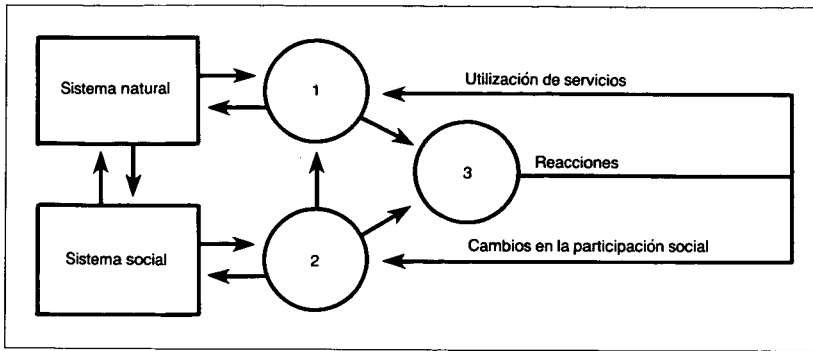 Sistema natural
1
Utilización de servicios
3
Reacciones
Sistema social
2
Cambios en la participación social